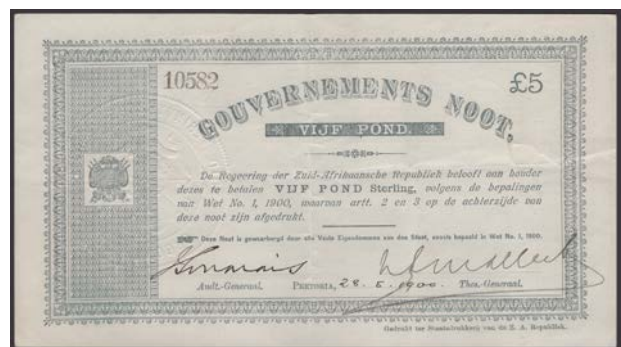 10582
£5
GOUVERNEMENTS NOOT,
VIJF POND.
De Regeering der Zuid-Afrikaansche Republiek belooft aan houder
dezes te betalen VIJF POND Sterling, volgens de bepalingen
van Wet No. 1, 1900, waarvan artt. 2 en 3 op de achterzijde van
deze noot zijn afgedrukt.
Deze Noot is gewaarborgd door alle Vaste Eigendommen van den Staat, zooals bepaald in Wet No. 1, 1900.
Audt.-Generaal. PRETORIA, 28. 5. 1900. Thes.-Generaal.
Gedrukt ter Staatsdrukkerij van de Z. A. Republiek.